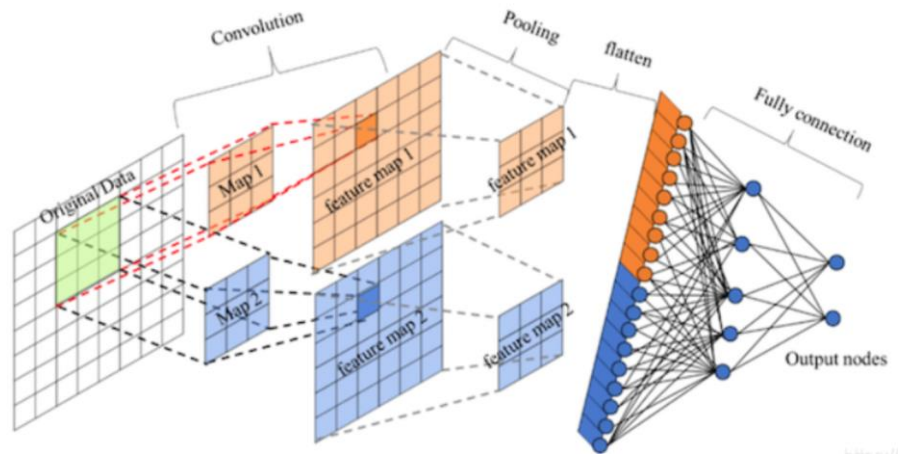 Convolution
Pooling
flatten
Fully connection
Original Data
Map 1
feature map 1
feature map 1
Map 2
feature map 2
feature map 2
Output nodes